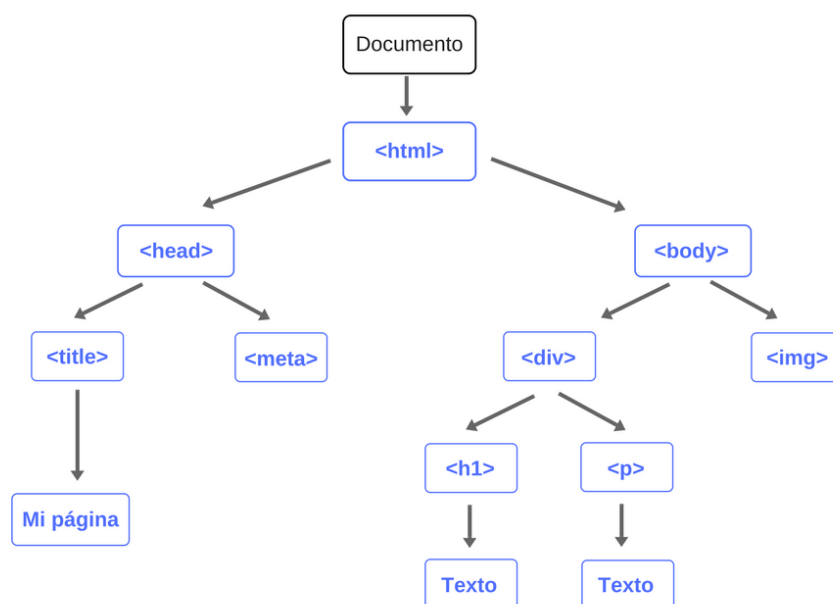 Documento
<html>
<head>
<body>
<title>
<meta>
<div>
<img>
<h1>
<p>
Mi página
Texto
Texto